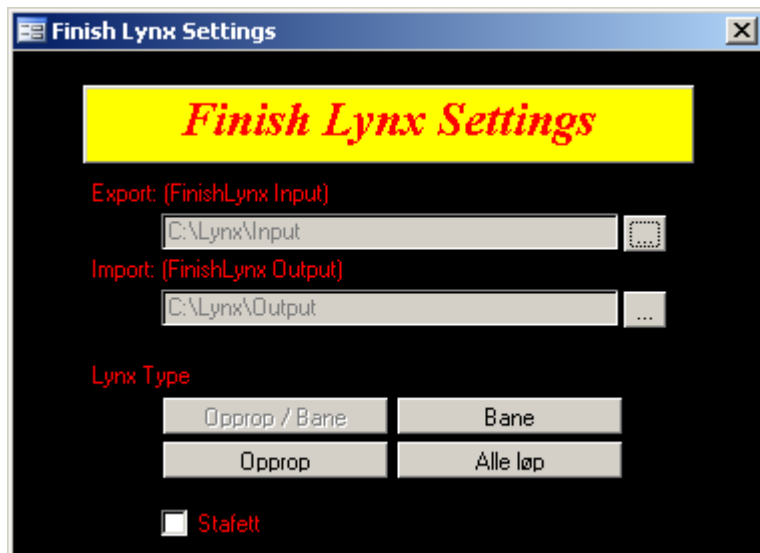 Finish Lynx Settings
Finish Lynx Settings
Export: (FinishLynx Input)
C:\Lynx\Input
...
Import: (FinishLynx Output)
C:\Lynx\Output
...
Lynx Type
Opprop / Bane
Bane
Opprop
Alle løp
Stafett